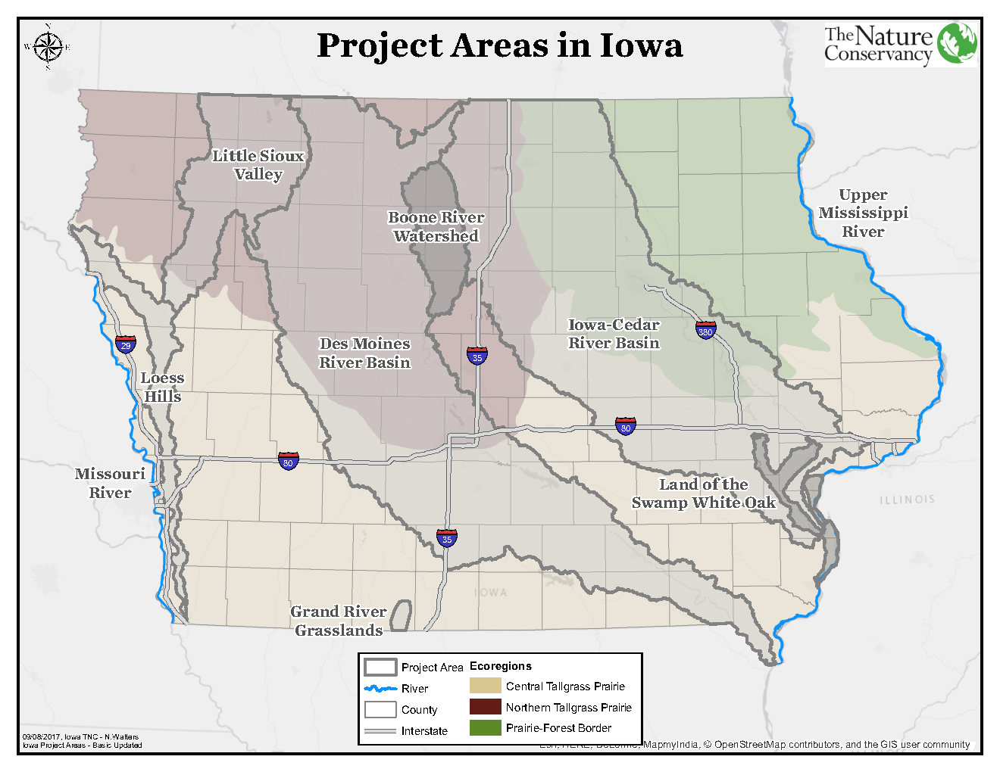 Project Areas in Iowa
N
W
E
S
The Nature
Conservancy
Little Sioux
Valley
Upper
Mississippi
River
Boone River
Watershed
IOWA
Iowa-Cedar
River Basin
380
29
Des Moines
River Basin
35
Loess
Hills
80
80
Missouri
River
Land of the
Swamp White Oak
ILLINOIS
35
IOWA
Grand River
Grasslands
Project Area
River
County
Interstate
Ecoregions
Central Tallgrass Prairie
Northern Tallgrass Prairie
Prairie-Forest Border
09/08/2017, Iowa TNC - N.Walters
Iowa Project Areas - Basic Updated
MapmyIndia, © OpenStreetMap contributors, and the GIS user community